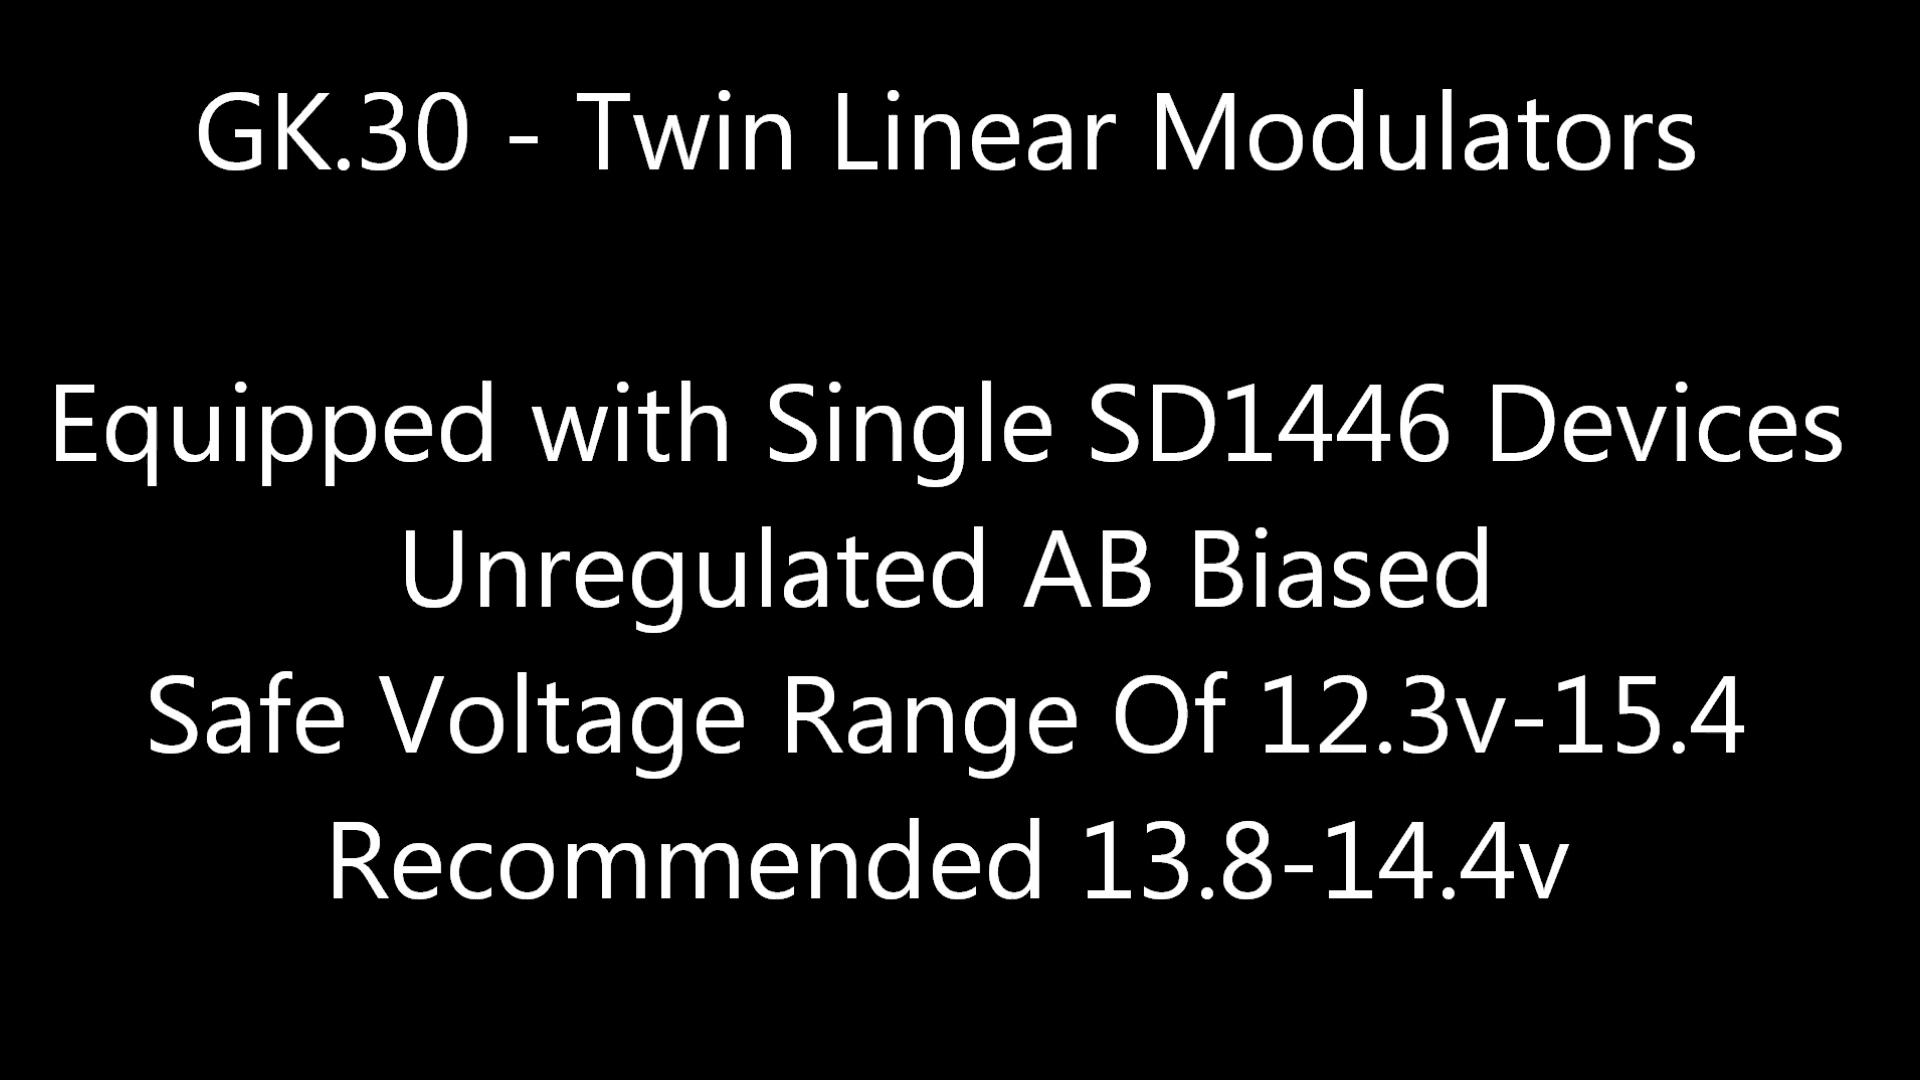 GK.30 - Twin Linear Modulators
Equipped with Single SD1446 Devices
Unregulated AB Biased
Safe Voltage Range Of 12.3v-15.4
Recommended 13.8-14.4v